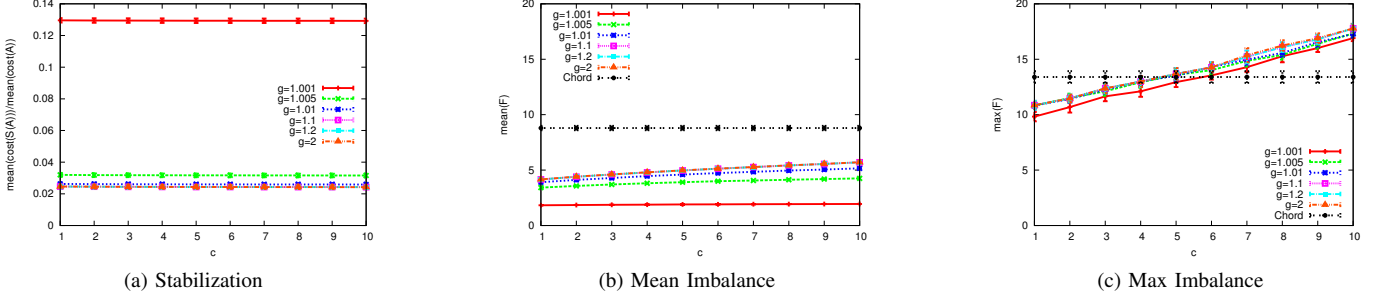 mean(cost(S(A)))/mean(cost(A))
0.14
0.12
0.1
0.08
0.06
0.04
0.02
0
g=1.001
g=1.005
g=1.01
g=1.1
g=1.2
g=2
1 2 3 4 5 6 7 8 9 10
c
(a) Stabilization
mean(F)
20
15
10
5
0
g=1.001
g=1.005
g=1.01
g=1.1
g=1.2
g=2
Chord
1 2 3 4 5 6 7 8 9 10
c
(b) Mean Imbalance
max(F)
20
15
10
5
0
g=1.001
g=1.005
g=1.01
g=1.1
g=1.2
g=2
Chord
1 2 3 4 5 6 7 8 9 10
c
(c) Max Imbalance